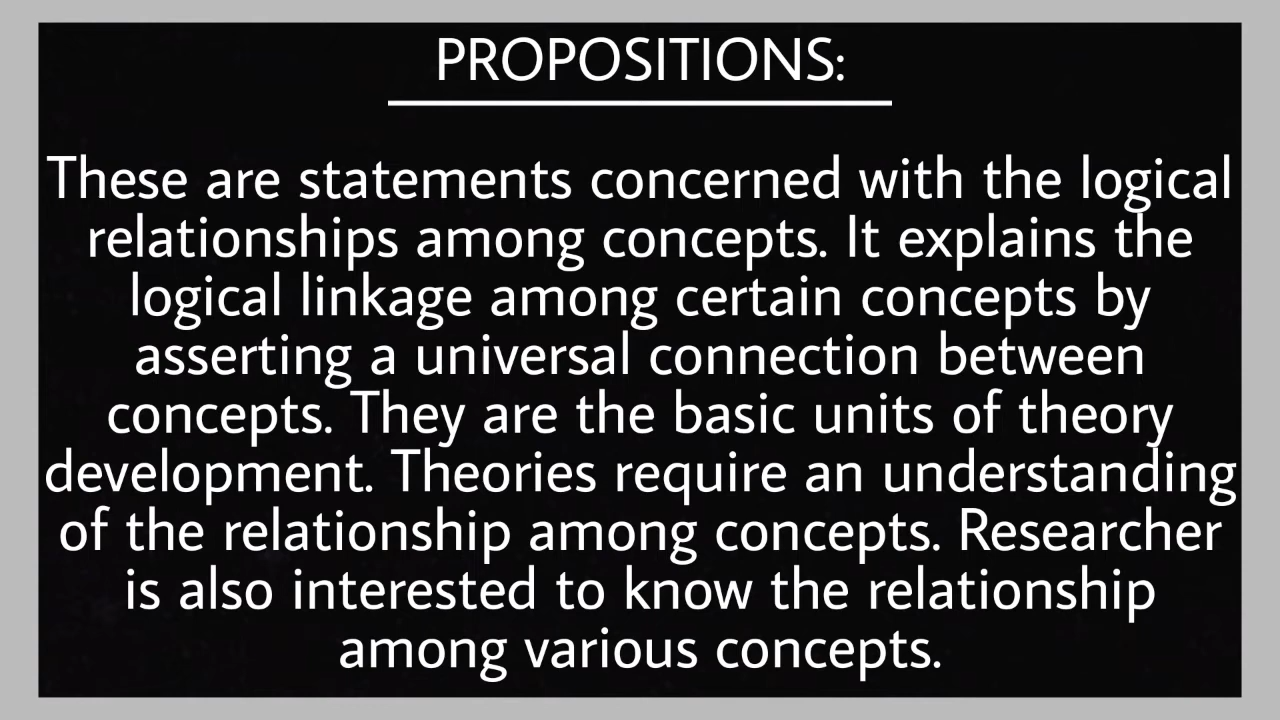 PROPOSITIONS:
These are statements concerned with the logical
relationships among concepts. It explains the
logical linkage among certain concepts by
asserting a universal connection between
concepts. They are the basic units of theory
development. Theories require an understanding
of the relationship among concepts. Researcher
is also interested to know the relationship
among various concepts.